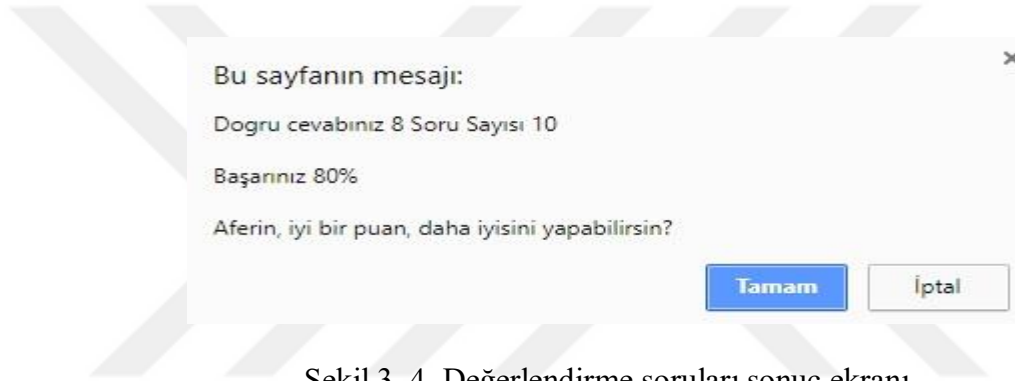 Bu sayfanın mesajı:
Dogru cevabınız 8 Soru Sayısı 10
Başarınız 80%
Aferin, iyi bir puan, daha iyisini yapabilirsin?
Tamam İptal
Şekil 3. 4. Değerlendirme soruları sonuç ekranı